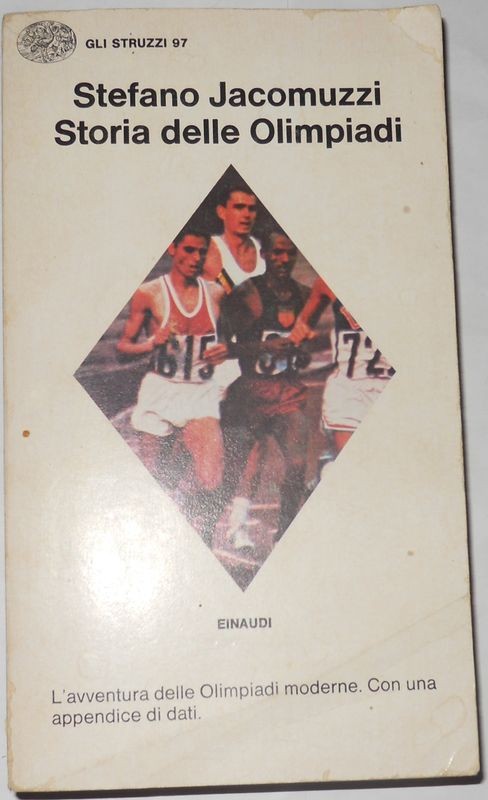 GLI STRUZZI 97
Stefano Jacomuzzi
Storia delle Olimpiadi
615
72
EINAUDI
L'avventura delle Olimpiadi moderne. Con una
appendice di dati.